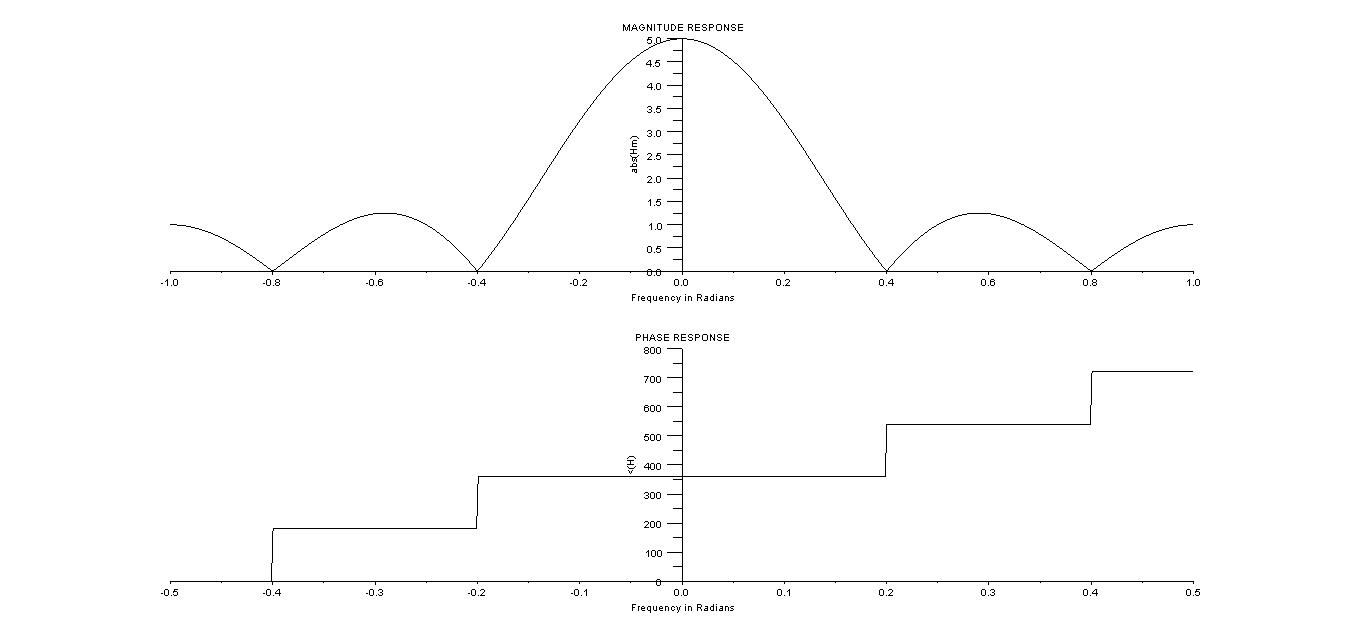 MAGNITUDE RESPONSE
5.0
4.5
4.0
3.5
3.0
abs(Hm)
2.5
2.0
1.5
1.0
0.5
0.0
-1.0 -0.8 -0.6 -0.4 -0.2 0.0 0.2 0.4 0.6 0.8 1.0
Frequency in Radians
PHASE RESPONSE
800
700
600
500
<(H)
400
300
200
100
0
-0.5 -0.4 -0.3 -0.2 -0.1 0.0 0.1 0.2 0.3 0.4 0.5
Frequency in Radians